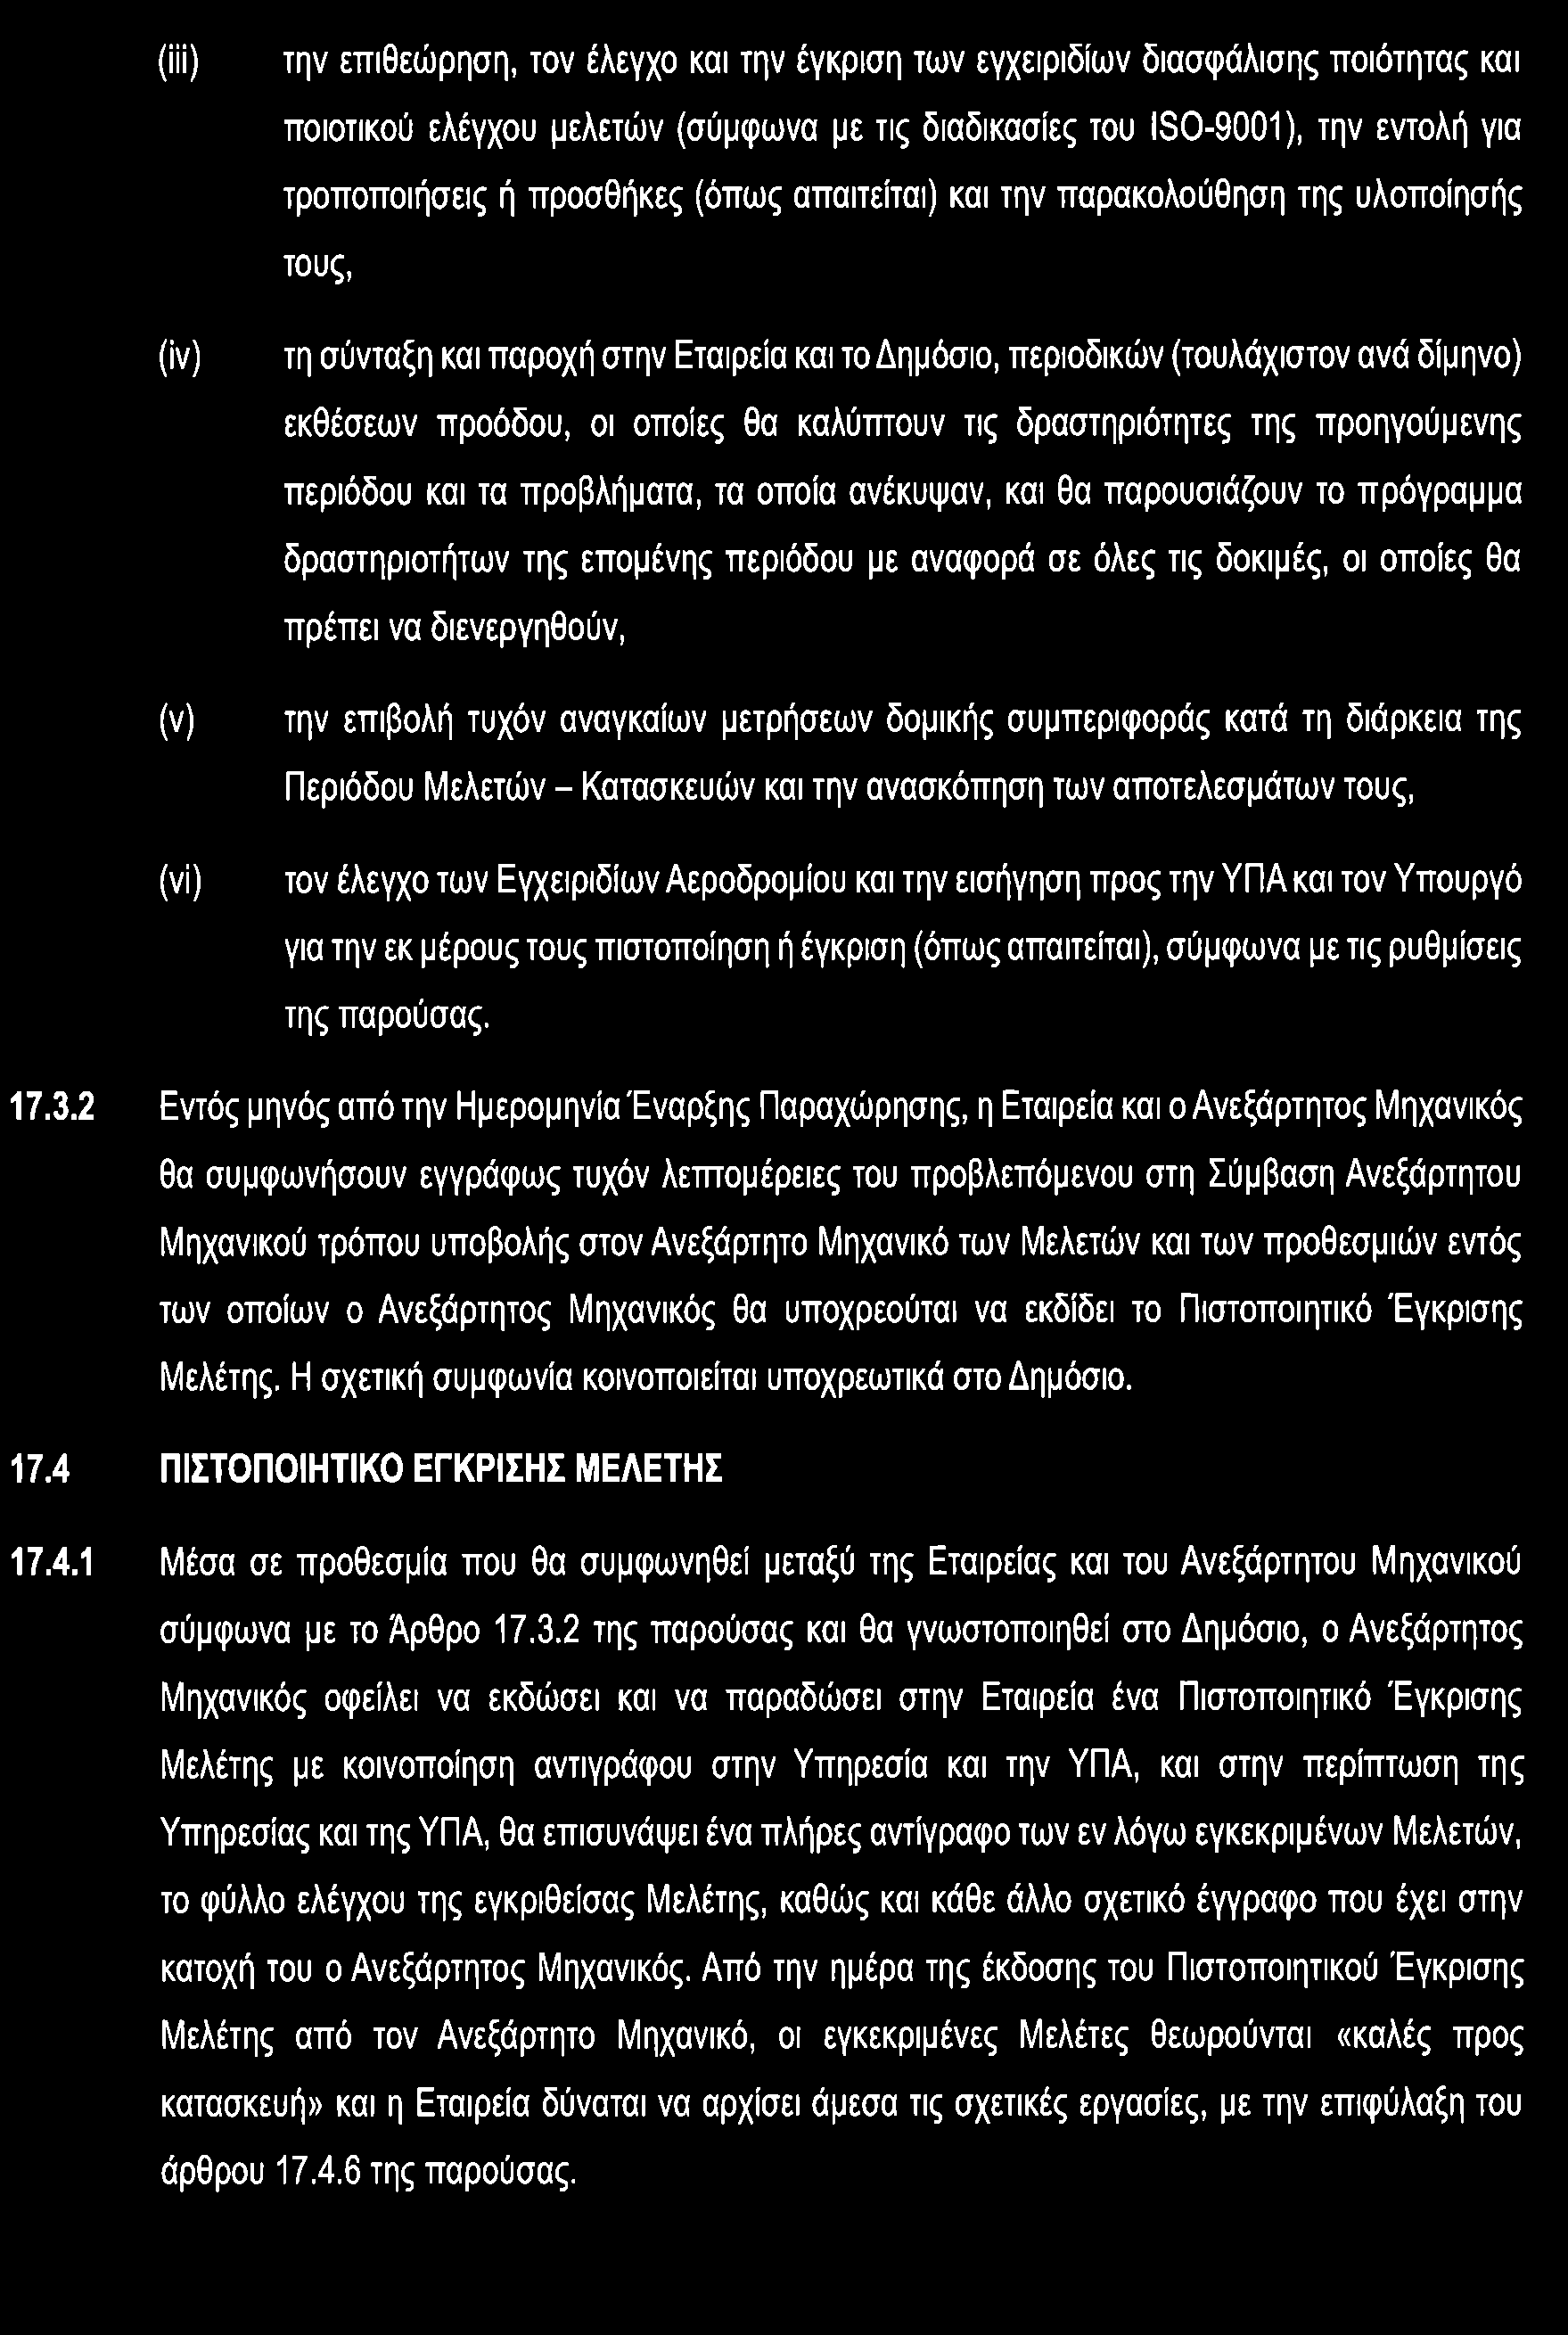 (iii) την επιθεώρηση, τον έλεγχο και την έγκριση των εγχειριδίων διασφάλισης ποιότητας και
ποιοτικού ελέγχου μελετών (σύμφωνα με τις διαδικασίες του ISO-9001), την εντολή για
τροποποιήσεις ή προσθήκες (όπως απαιτείται) και την παρακολούθηση της υλοποίησής
τους,
(iv) τη σύνταξη και παροχή στην Εταιρεία και το Δημόσιο, περιοδικών (τουλάχιστον ανά δίμηνο)
εκθέσεων προόδου, οι οποίες θα καλύπτουν τις δραστηριότητες της προηγούμενης
περιόδου και τα προβλήματα, τα οποία ανέκυψαν, και θα παρουσιάζουν το πρόγραμμα
δραστηριοτήτων της επομένης περιόδου με αναφορά σε όλες τις δοκιμές, οι οποίες θα
πρέπει να διενεργηθούν,
(v) την επιβολή τυχόν αναγκαίων μετρήσεων δομικής συμπεριφοράς κατά τη διάρκεια της
Περιόδου Μελετών – Κατασκευών και την ανασκόπηση των αποτελεσμάτων τους,
(vi) τον έλεγχο των Εγχειριδίων Αεροδρομίου και την εισήγηση προς την ΥΠΑ και τον Υπουργό
για την εκ μέρους τους πιστοποίηση ή έγκριση (όπως απαιτείται), σύμφωνα με τις ρυθμίσεις
της παρούσας.
17.3.2 Εντός μηνός από την Ημερομηνία Έναρξης Παραχώρησης, η Εταιρεία και ο Ανεξάρτητος Μηχανικός
θα συμφωνήσουν εγγράφως τυχόν λεπτομέρειες του προβλεπόμενου στη Σύμβαση Ανεξάρτητου
Μηχανικού τρόπου υποβολής στον Ανεξάρτητο Μηχανικό των Μελετών και των προθεσμιών εντός
των οποίων ο Ανεξάρτητος Μηχανικός θα υποχρεούται να εκδίδει το Πιστοποιητικό Έγκρισης
Μελέτης. Η σχετική συμφωνία κοινοποιείται υποχρεωτικά στο Δημόσιο.
17.4 ΠΙΣΤΟΠΟΙΗΤΙΚΟ ΕΓΚΡΙΣΗΣ ΜΕΛΕΤΗΣ
17.4.1 Μέσα σε προθεσμία που θα συμφωνηθεί μεταξύ της Εταιρείας και του Ανεξάρτητου Μηχανικού
σύμφωνα με το Άρθρο 17.3.2 της παρούσας και θα γνωστοποιηθεί στο Δημόσιο, ο Ανεξάρτητος
Μηχανικός οφείλει να εκδώσει και να παραδώσει στην Εταιρεία ένα Πιστοποιητικό Έγκρισης
Μελέτης με κοινοποίηση αντιγράφου στην Υπηρεσία και την ΥΠΑ, και στην περίπτωση της
Υπηρεσίας και της ΥΠΑ, θα επισυνάψει ένα πλήρες αντίγραφο των εν λόγω εγκεκριμένων Μελετών,
το φύλλο ελέγχου της εγκριθείσας Μελέτης, καθώς και κάθε άλλο σχετικό έγγραφο που έχει στην
κατοχή του ο Ανεξάρτητος Μηχανικός. Από την ημέρα της έκδοσης του Πιστοποιητικού Έγκρισης
Μελέτης από τον Ανεξάρτητο Μηχανικό, οι εγκεκριμένες Μελέτες θεωρούνται «καλές προς
κατασκευή» και η Εταιρεία δύναται να αρχίσει άμεσα τις σχετικές εργασίες, με την επιφύλαξη του
άρθρου 17.4.6 της παρούσας.